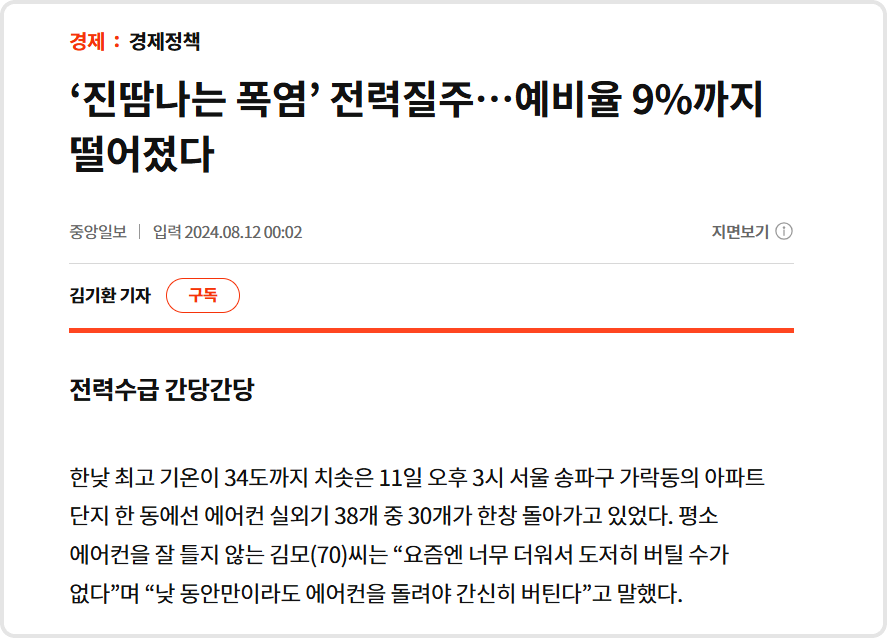 경제 : 경제정책
‘진땀나는 폭염’ 전력질주…예비율 9%까지
떨어졌다
중앙일보 | 입력 2024.08.12 00:02
지면보기 ⓘ
김기환 기자 구독
전력수급 간당간당
한낮 최고 기온이 34도까지 치솟은 11일 오후 3시 서울 송파구 가락동의 아파트
단지 한 동에선 에어컨 실외기 38개 중 30개가 한창 돌아가고 있었다. 평소
에어컨을 잘 틀지 않는 김모(70)씨는 “요즘엔 너무 더워서 도저히 버틸 수가
없다”며 “낮 동안만이라도 에어컨을 돌려야 간신히 버틴다”고 말했다.